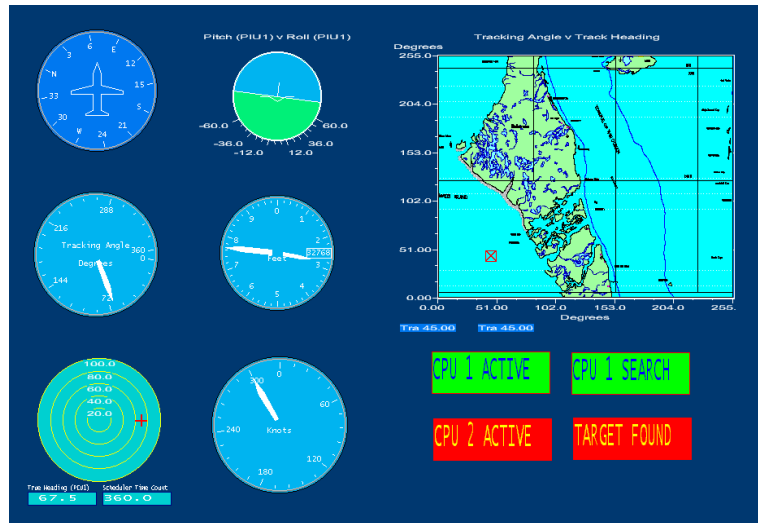 Pitch (PIU1) v Roll (PIU1)
Tracking Angle v Track Heading
Degrees
3 6 E 12 15 S 21 24 W 30 33 N
-60.0 60.0
-36.0 36.0
-12.0 12.0
255.0
204.0
153.0
102.0
51.00
0.00
0.00 51.00 102.0 153.0 204.0 255.
Degrees
288
216
Tracking Angle
360
0
Degrees
144
72
0
9 1
8 2
32768
Feet
7 3
6 4
5
Tra 45.00 Tra 45.00
100.0
80.0
60.0
40.0
20.0
0
300 60
240 Knots
180 120
CPU 1 ACTIVE CPU 1 SEARCH
CPU 2 ACTIVE TARGET FOUND
True Heading (PIU1) Scheduler Time Count
67.5 360.0